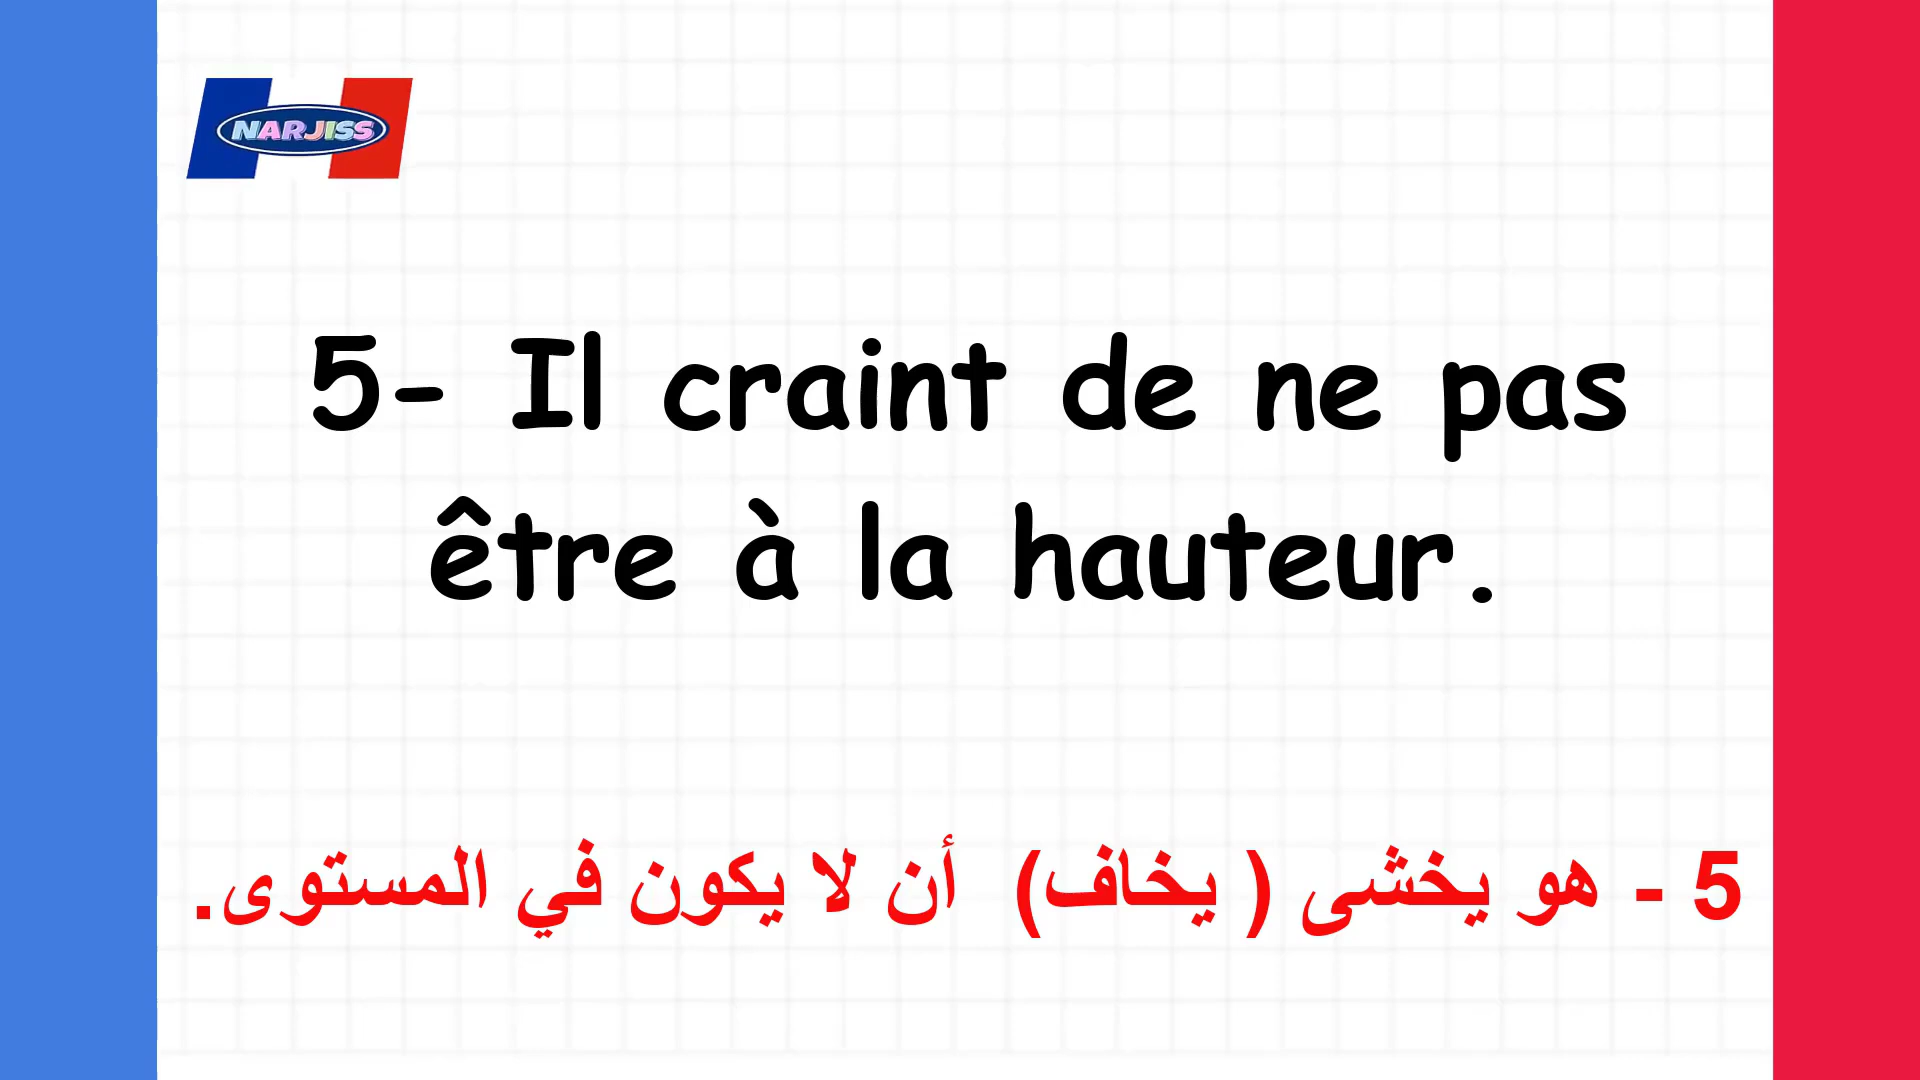 NARJISS
5- Il craint de ne pas
être à la hauteur.
5 - هو يخشى ( يخاف)  أن لا يكون في المستوى.